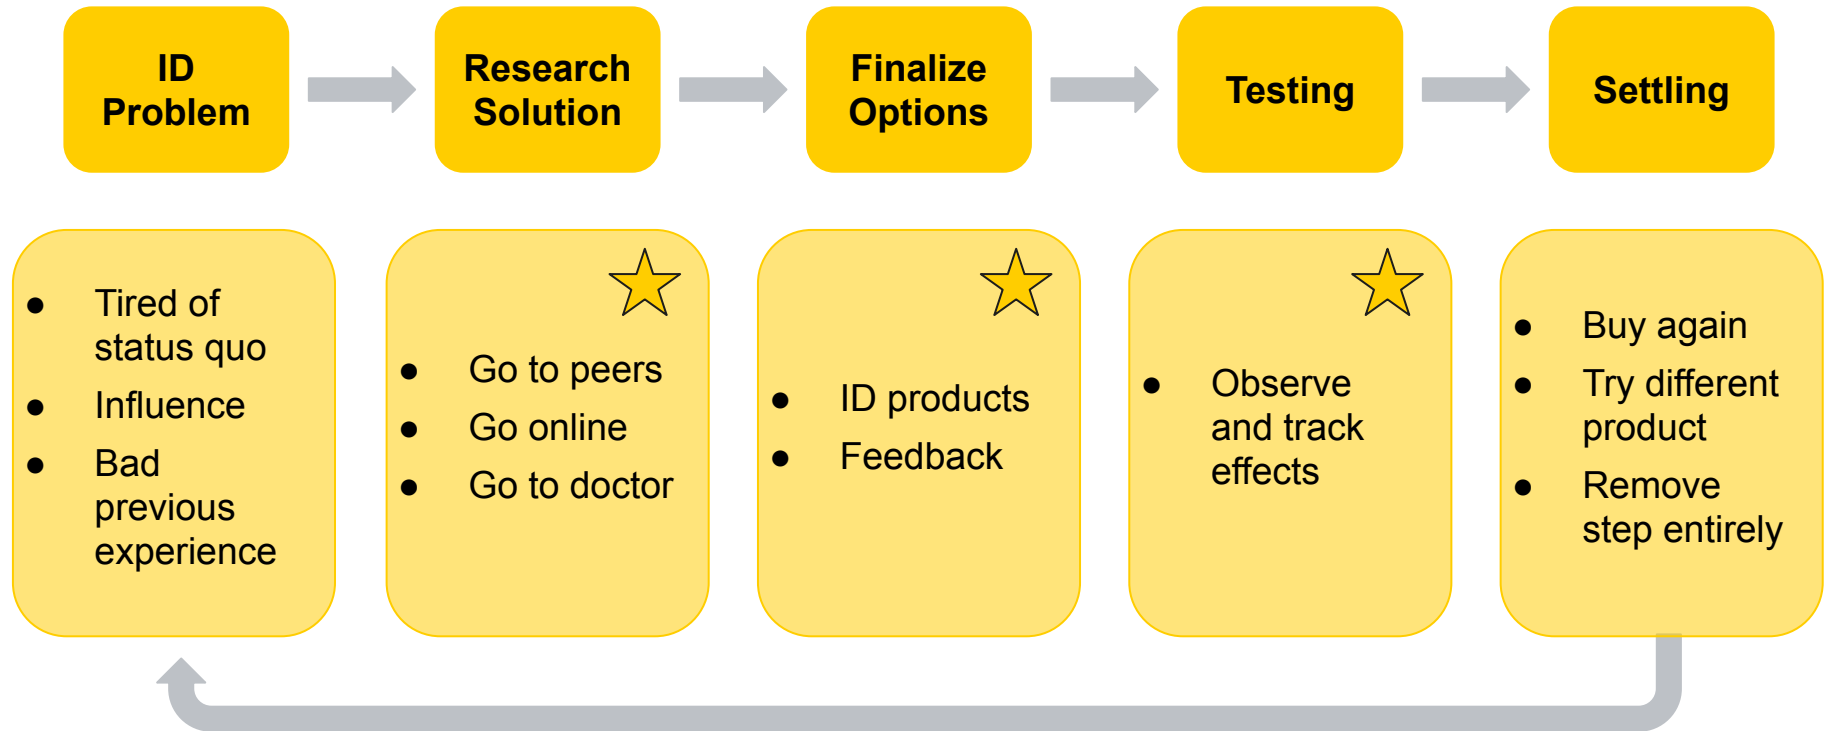 ID
Problem
Research
Solution
Finalize
Options
Testing
Settling
● Tired of
status quo
● Influence
● Bad
previous
experience
● Go to peers
● Go online
● Go to doctor
● ID products
● Feedback
● Observe
and track
effects
● Buy again
● Try different
product
● Remove
step entirely